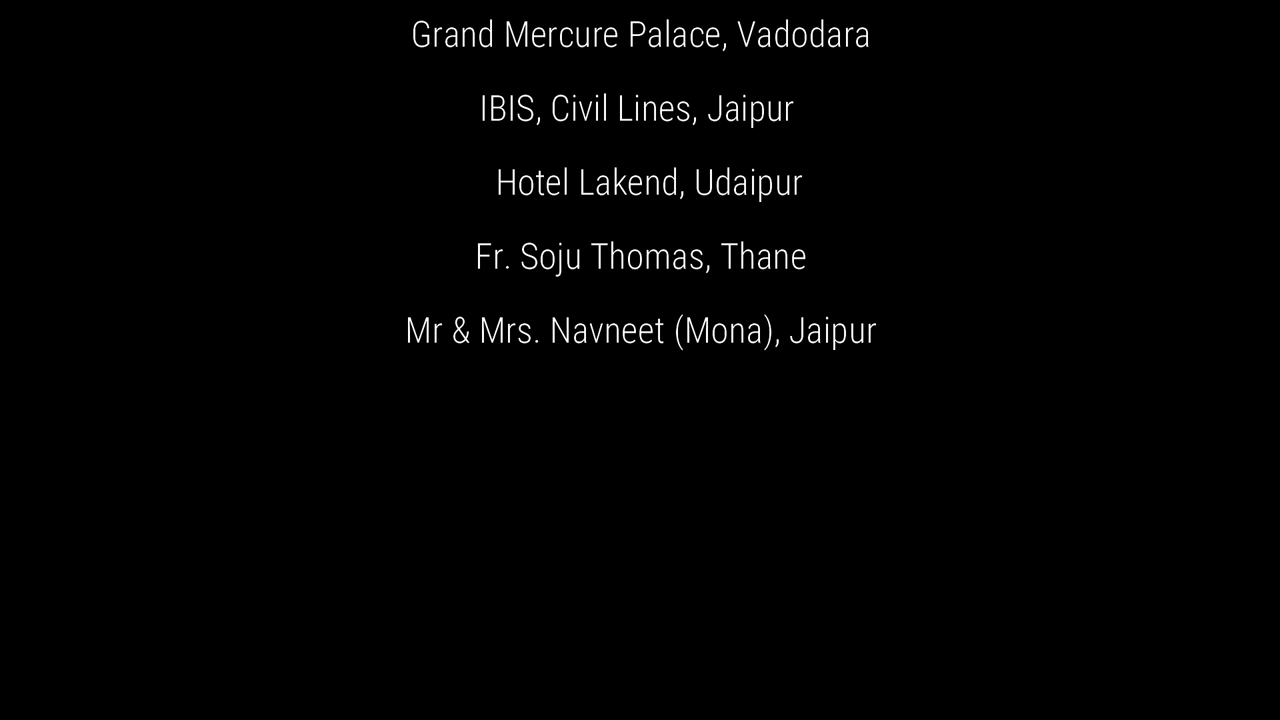 Grand Mercure Palace, Vadodara
IBIS, Civil Lines, Jaipur
Hotel Lakend, Udaipur
Fr. Soju Thomas, Thane
Mr & Mrs. Navneet (Mona), Jaipur